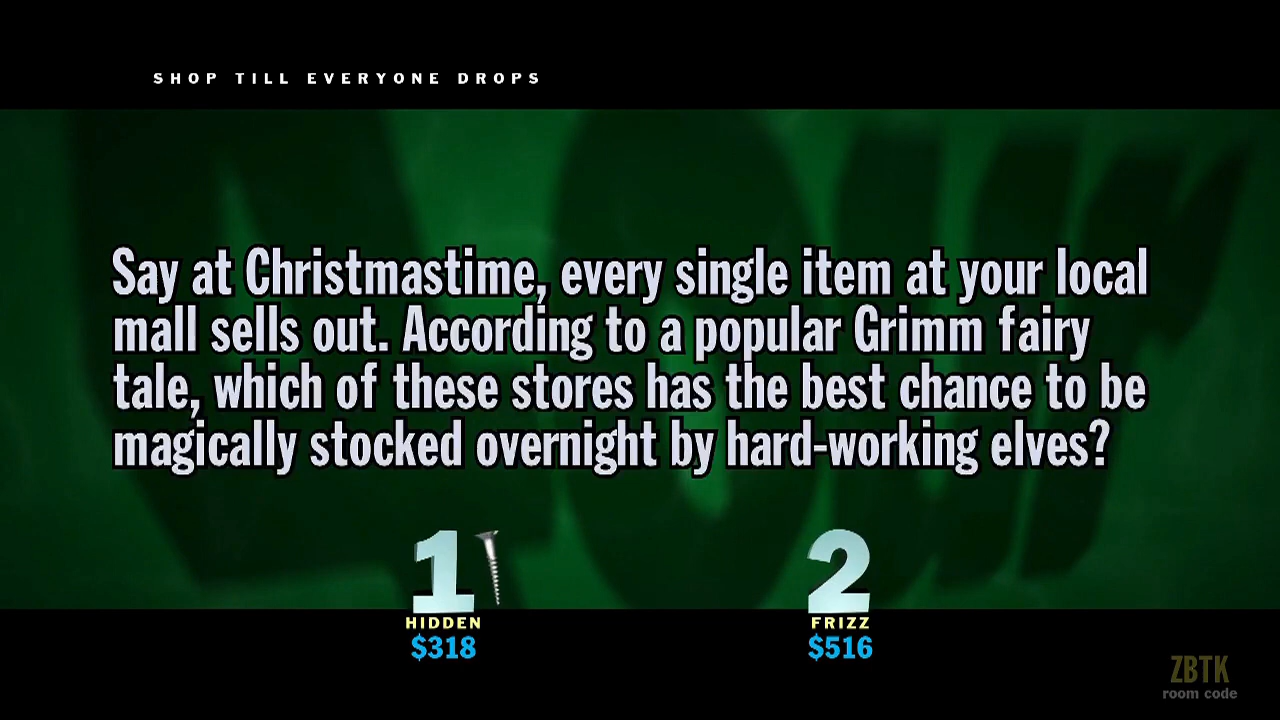 SHOP TILL EVERYONE DROPS
Say at Christmastime, every single item at your local
mall sells out. According to a popular Grimm fairy
tale, which of these stores has the best chance to be
magically stocked overnight by hard-working elves?
1 2
HIDDEN FRIZZ
$318 $516
ZBTK
room code